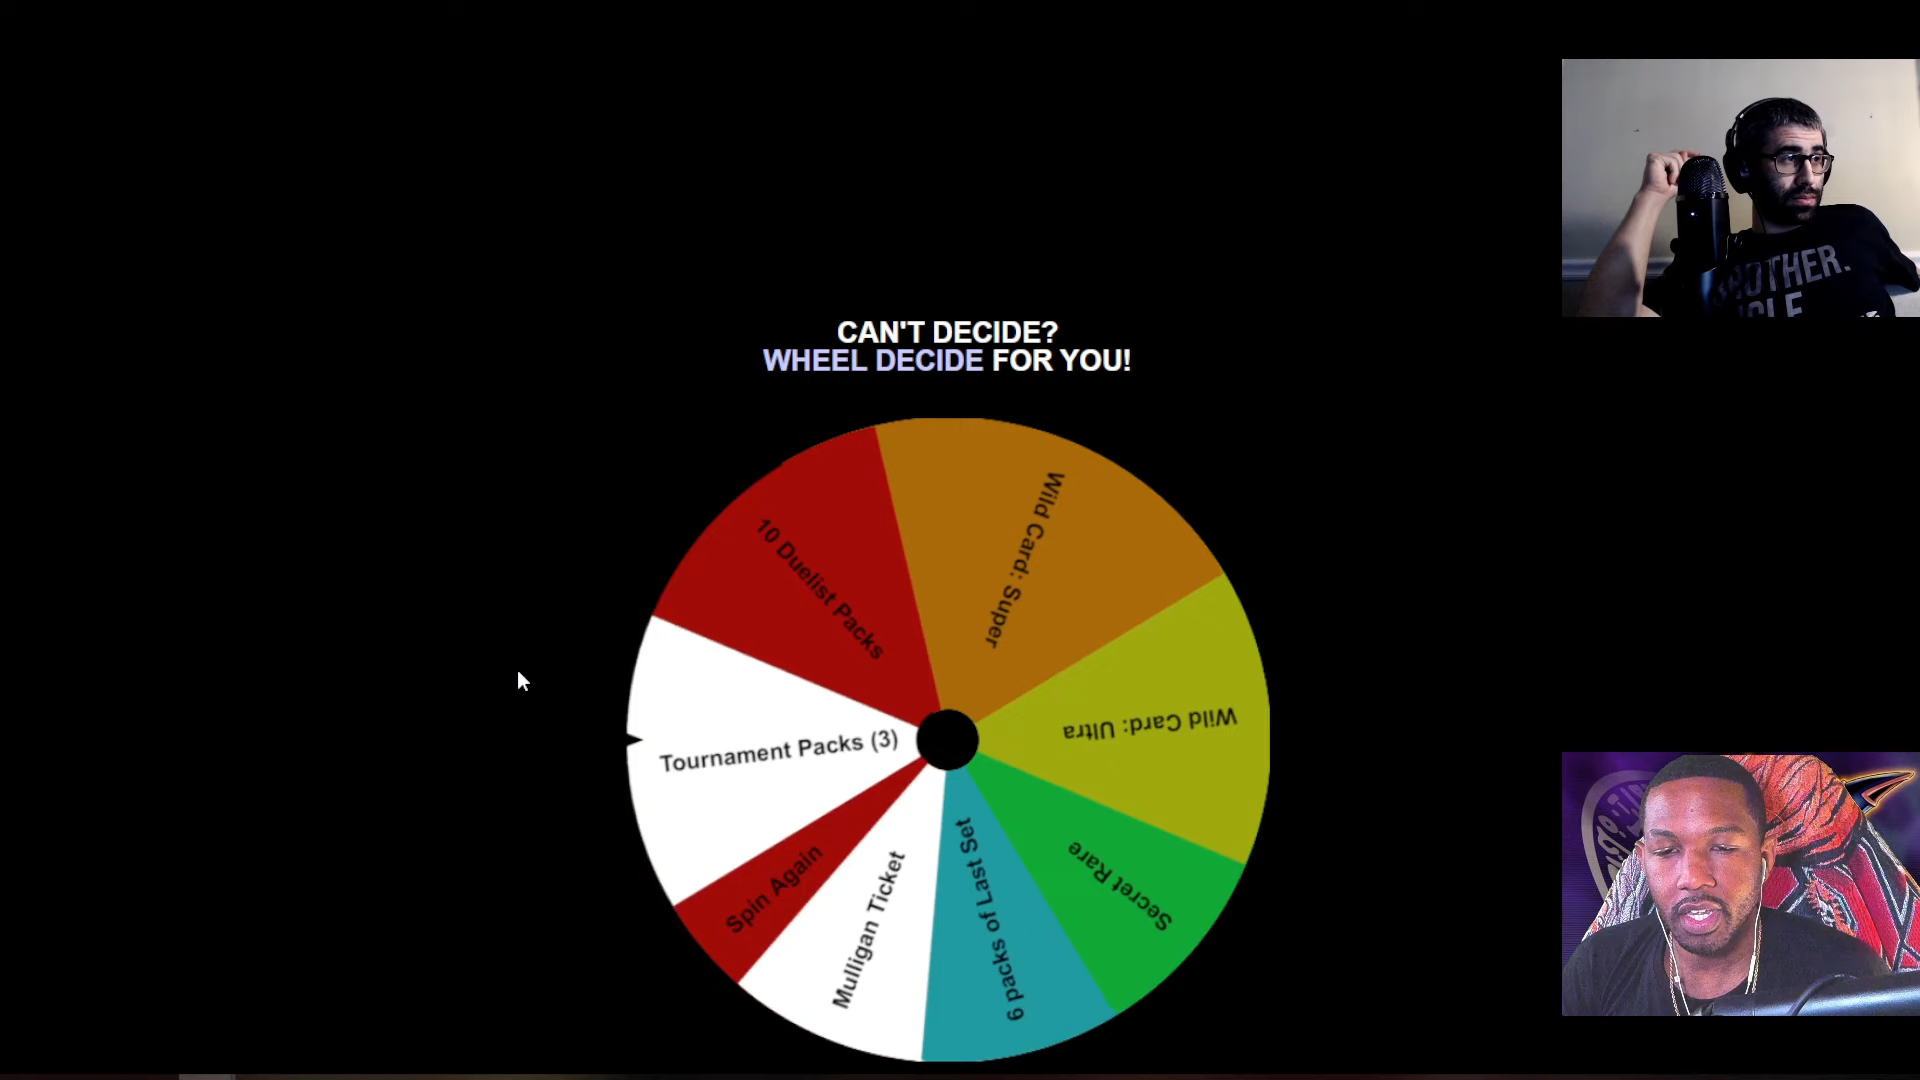 CAN'T DECIDE?
WHEEL DECIDE FOR YOU!
10 Duelist Packs
Wild Card: Super
Wild Card: Ultra
Tournament Packs (3)
Spin Again
Mulligan Ticket
6 packs of Last Set
Secret Rare